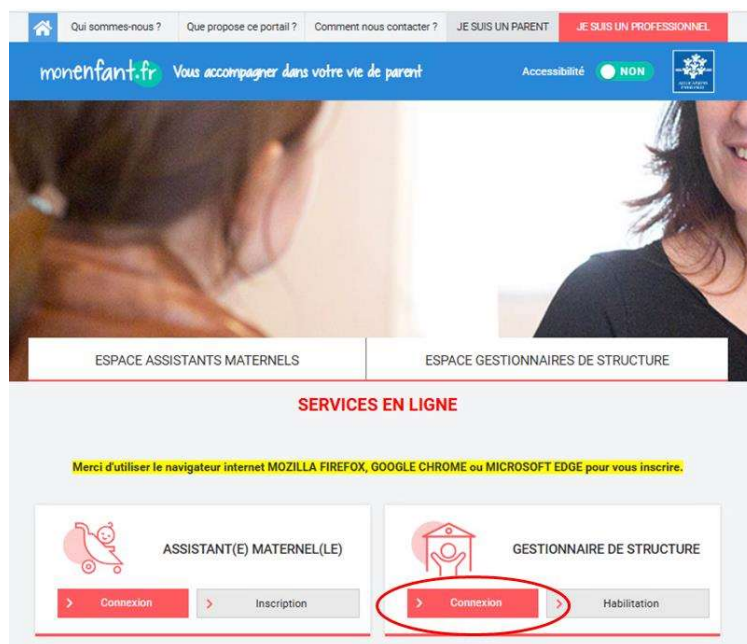 Qui sommes-nous ? Que propose ce portail ? Comment nous contacter ? JE SUIS UN PARENT JE SUIS UN PROFESSIONNEL
monenfant.fr Vous accompagner dans votre vie de parent Accessibilité NON
ESPACE ASSISTANTS MATERNELS ESPACE GESTIONNAIRES DE STRUCTURE
SERVICES EN LIGNE
Merci d'utiliser le navigateur internet MOZILLA FIREFOX, GOOGLE CHROME ou MICROSOFT EDGE pour vous inscrire.
ASSISTANT(E) MATERNEL(LE) GESTIONNAIRE DE STRUCTURE
Connexion Inscription Connexion Habilitation